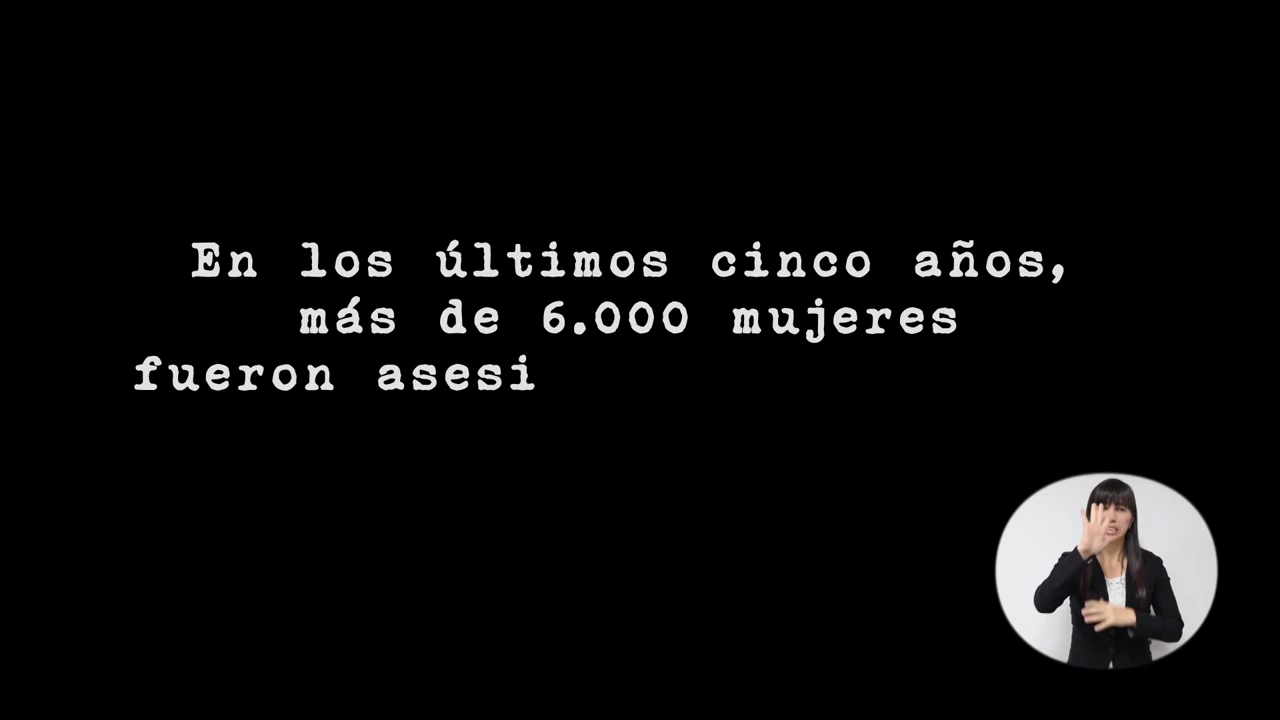 En los últimos cinco años,
más de 6.000 mujeres
fueron asesi